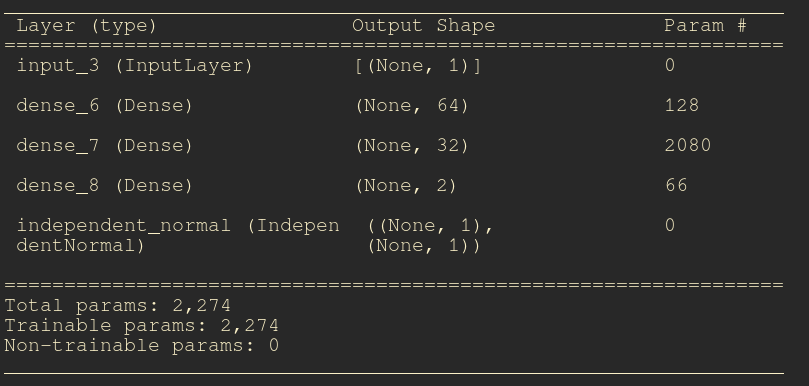 Layer (type) Output Shape Param #
=================================================================
input_3 (InputLayer) [(None, 1)] 0
dense_6 (Dense) (None, 64) 128
dense_7 (Dense) (None, 32) 2080
dense_8 (Dense) (None, 2) 66
independent_normal (Indepen ((None, 1), 0
dentNormal) (None, 1))
=================================================================
Total params: 2,274
Trainable params: 2,274
Non-trainable params: 0